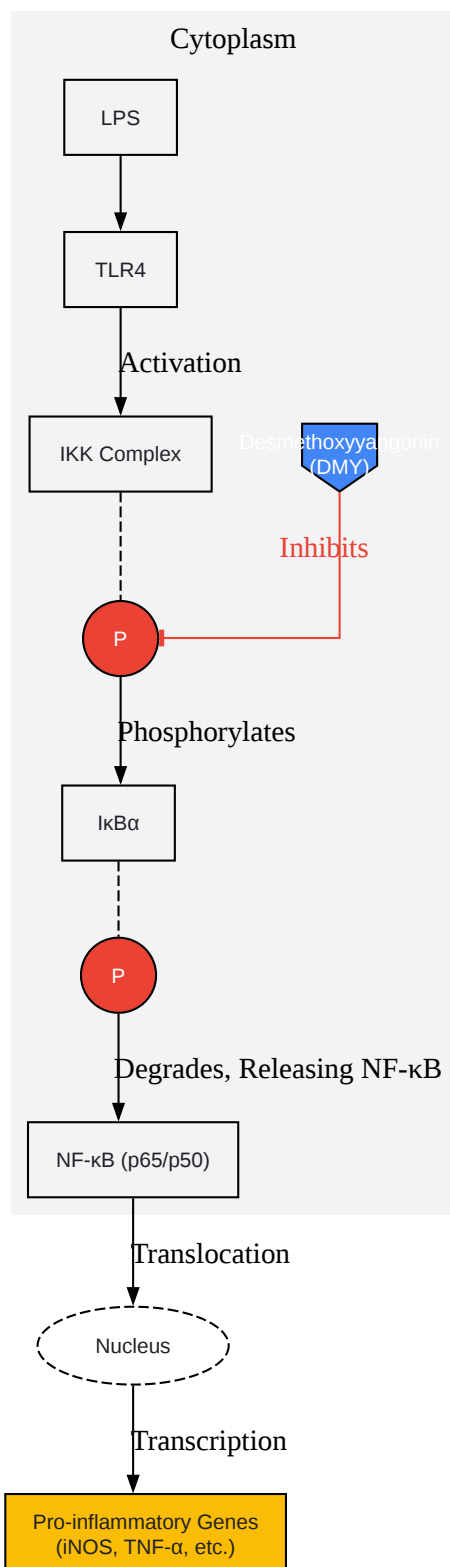 Cytoplasm
LPS
TLR4
Activation
IKK Complex
Desmethoxyyangonin
(DMY)
Inhibits
P
Phosphorylates
IκBα
P
Degrades, Releasing NF-κB
NF-κB (p65/p50)
Translocation
Nucleus
Transcription
Pro-inflammatory Genes
(iNOS, TNF-α, etc.)